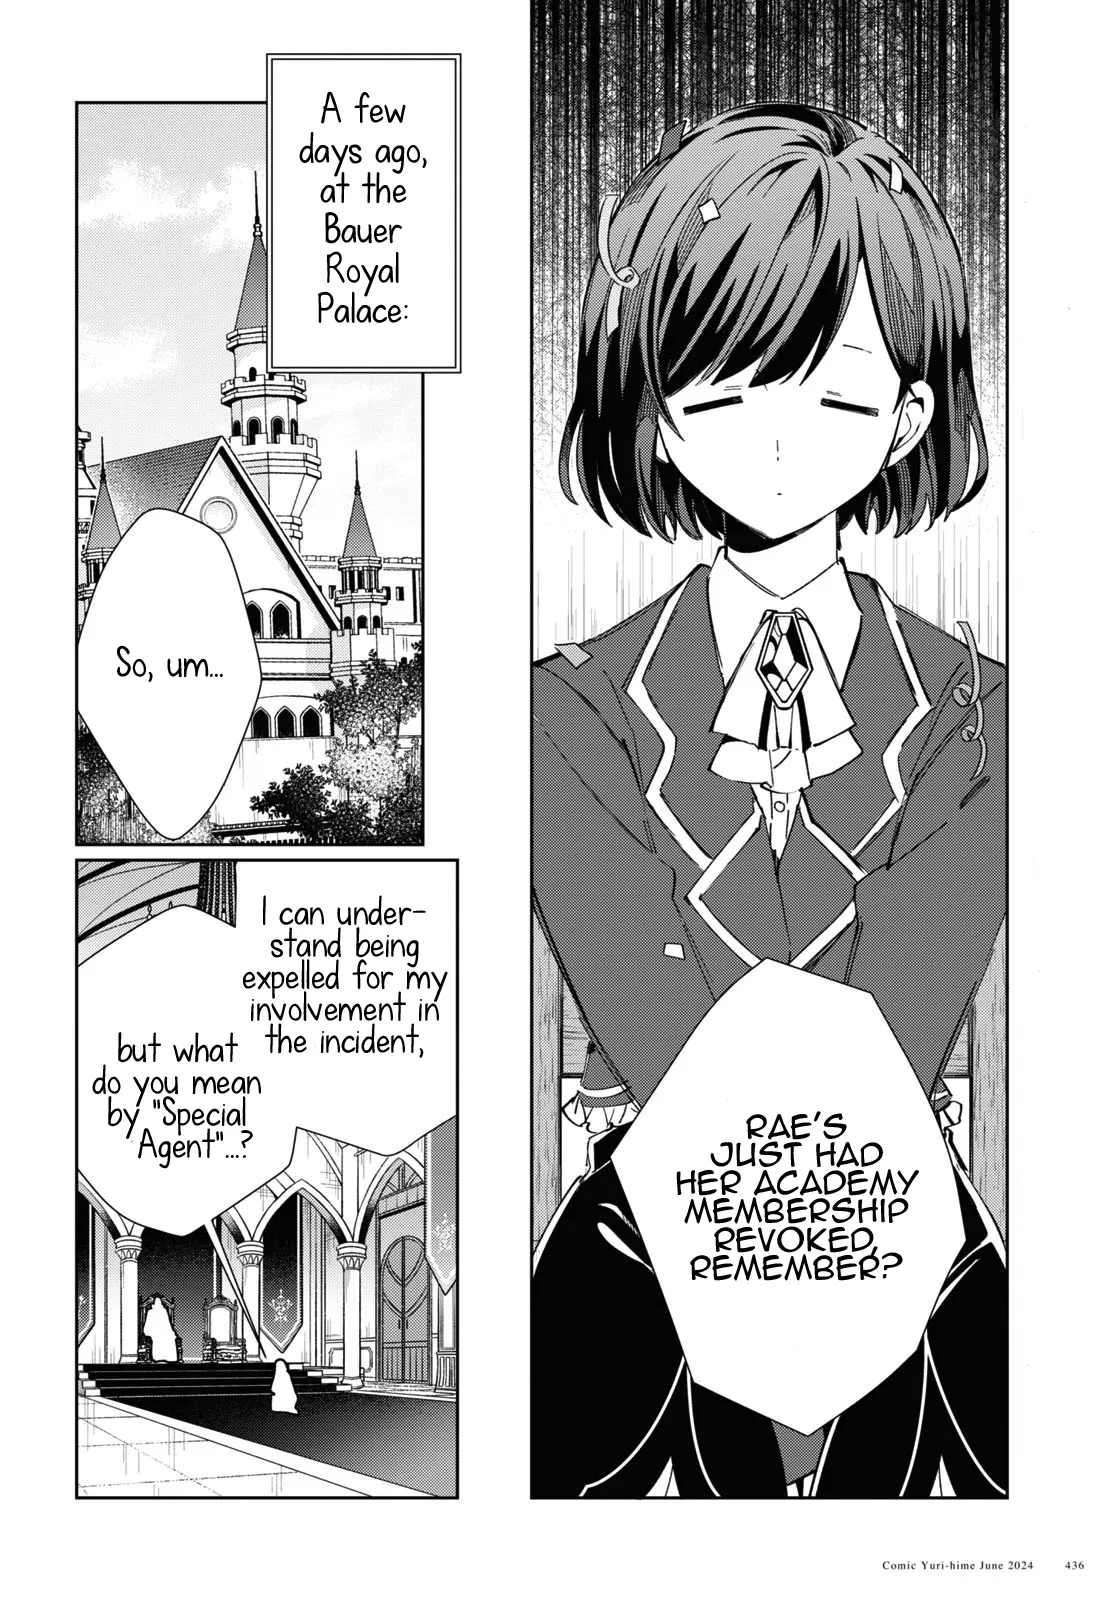 RAE'S
JUST HAD
HER ACADEMY
MEMBERSHIP
REVOKED,
REMEMBER?
A few
days ago,
at the
Bauer
Royal
Palace:
So, um...
I can under-
stand being
expelled for my
involvement in
the incident,
but what
do you mean
by "Special
Agent"...?
Comic Yuri-hime June 2024 436